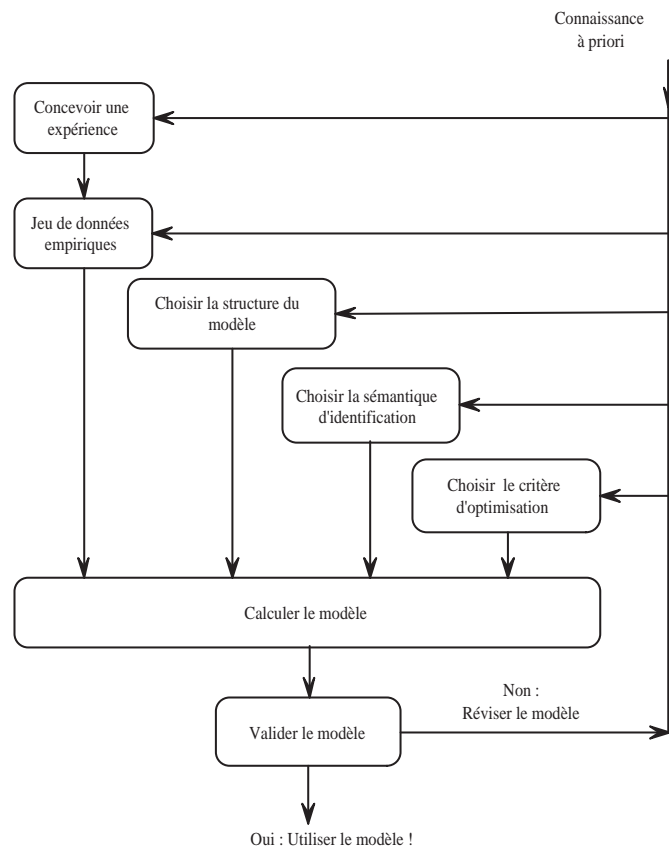 Connaissance
à priori
Concevoir une
expérience
Jeu de données
empiriques
Choisir la structure du
modèle
Choisir la sémantique
d'identification
Choisir le critère
d'optimisation
Calculer le modèle
Non :
Réviser le modèle
Valider le modèle
Oui : Utiliser le modèle !